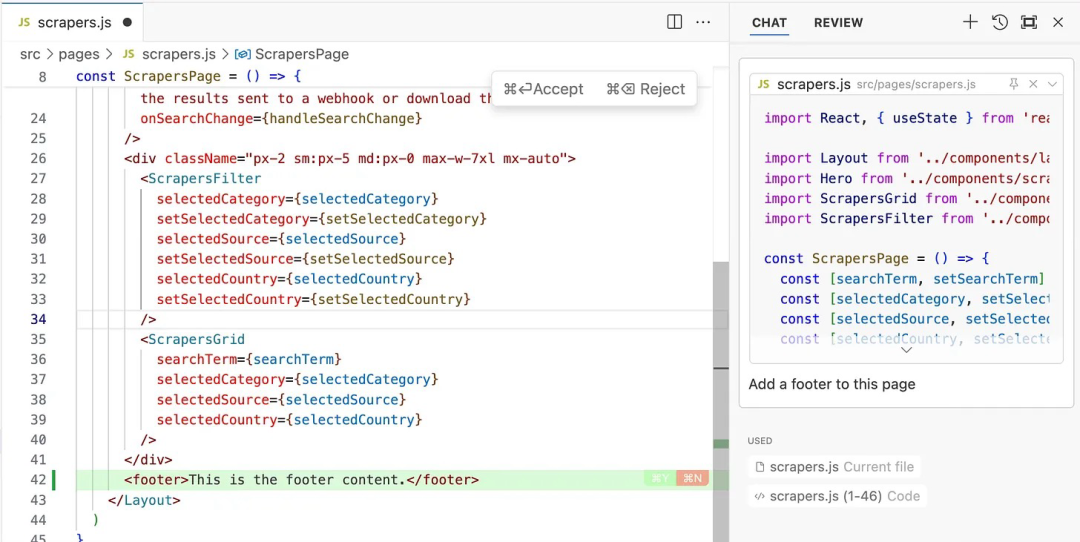 JS scrapers.js
src > pages > JS scrapers.js > ScrapersPage
8 const ScrapersPage = () => {
the results sent to a webhook or download th
⌘↩Accept ⌘⌫ Reject
24 onSearchChange={handleSearchChange}
25 />
26 <div className="px-2 sm:px-5 md:px-0 max-w-7xl mx-auto">
27 <ScrapersFilter
28 selectedCategory={selectedCategory}
29 setSelectedCategory={setSelectedCategory}
30 selectedSource={selectedSource}
31 setSelectedSource={setSelectedSource}
32 selectedCountry={selectedCountry}
33 setSelectedCountry={setSelectedCountry}
34 />
35 <ScrapersGrid
36 searchTerm={searchTerm}
37 selectedCategory={selectedCategory}
38 selectedSource={selectedSource}
39 selectedCountry={selectedCountry}
40 />
41 </div>
42 <footer>This is the footer content.</footer> ⌘Y ⌘N
43 </Layout>
44 )
45 }
CHAT REVIEW
JS scrapers.js src/pages/scrapers.js
import React, { useState } from 'rea
import Layout from '../components/la
import Hero from '../components/scra
import ScrapersGrid from '../compone
import ScrapersFilter from '../compo
const ScrapersPage = () => {
const [searchTerm, setSearchTerm]
const [selectedCategory, setSelect
const [selectedSource, setSelected
const [selectedCountry, setSelecte
Add a footer to this page
USED
scrapers.js Current file
scrapers.js (1-46) Code